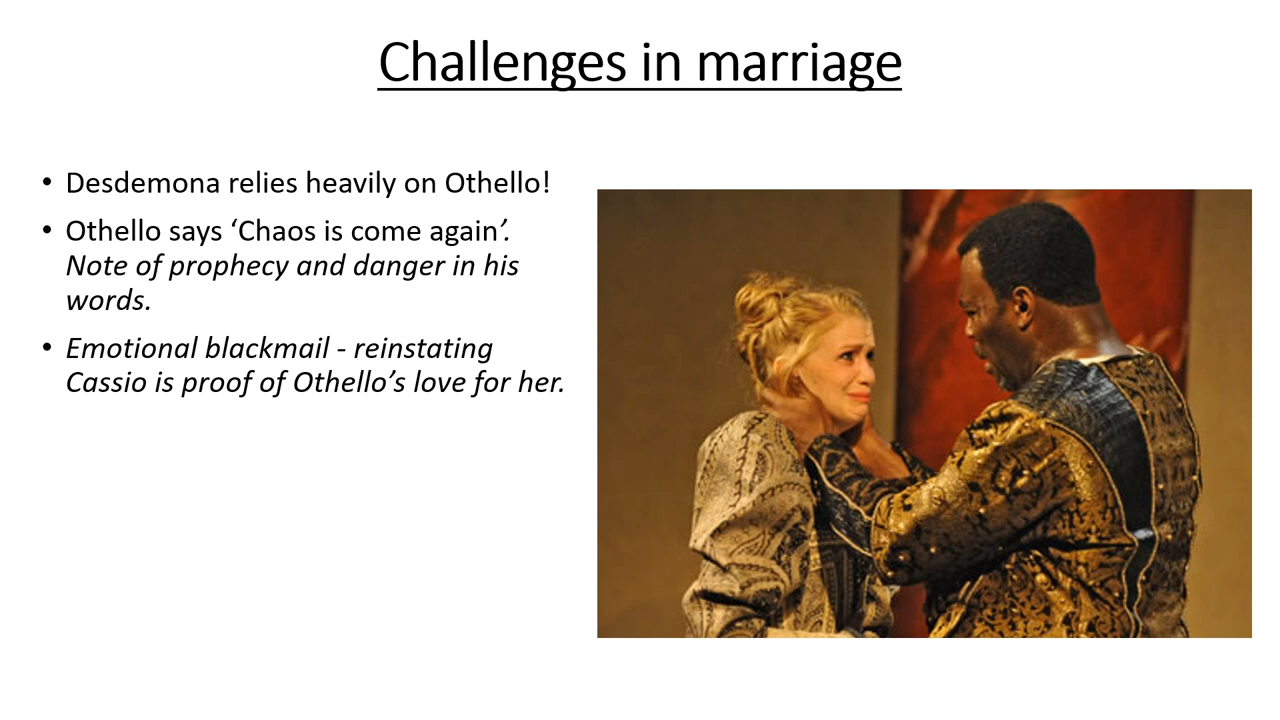 Challenges in marriage
• Desdemona relies heavily on Othello!
• Othello says ‘Chaos is come again’.
Note of prophecy and danger in his
words.
• Emotional blackmail - reinstating
Cassio is proof of Othello’s love for her.